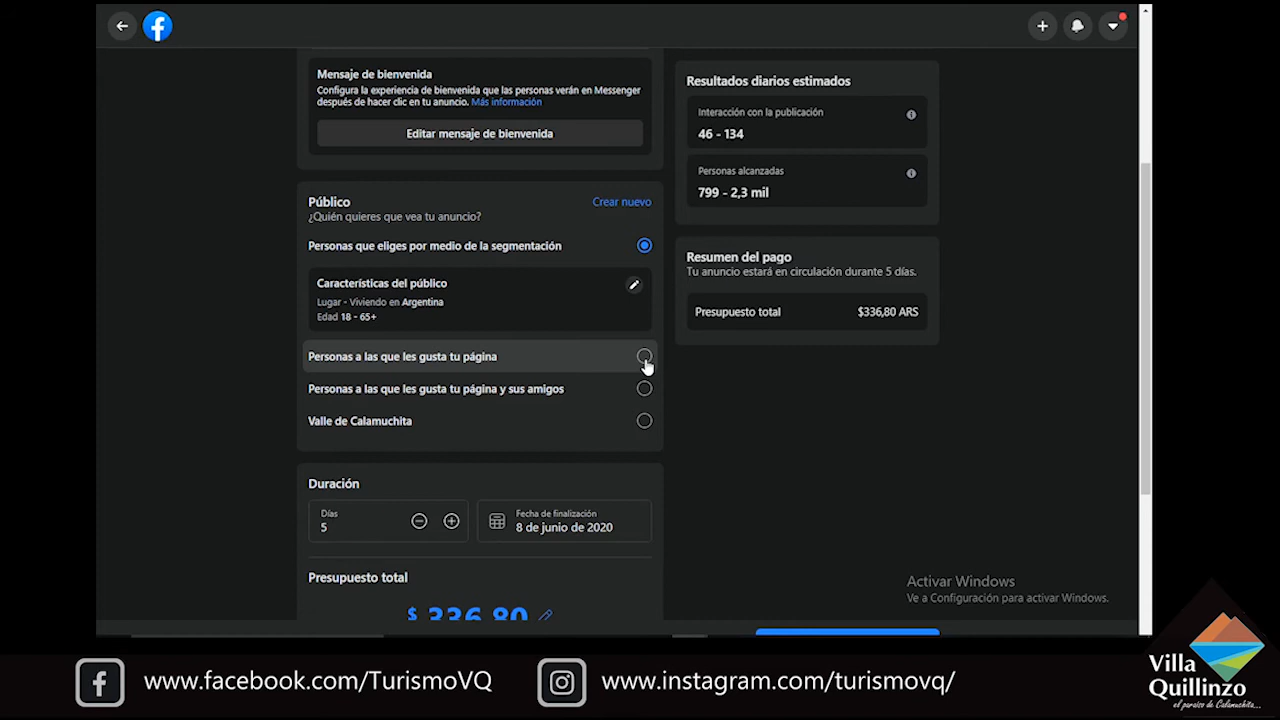 Mensaje de bienvenida
Configura la experiencia de bienvenida que las personas verán en Messenger
después de hacer clic en tu anuncio. Más información
Editar mensaje de bienvenida
Público
Crear nuevo
¿Quién quieres que vea tu anuncio?
Personas que eliges por medio de la segmentación
Características del público
Lugar - Viviendo en Argentina
Edad 18 - 65+
Personas a las que les gusta tu página
Personas a las que les gusta tu página y sus amigos
Valle de Calamuchita
Duración
Días
5
Fecha de finalización
8 de junio de 2020
Presupuesto total
$ 336,80
Resultados diarios estimados
Interacción con la publicación
46 - 134
Personas alcanzadas
799 - 2,3 mil
Resumen del pago
Tu anuncio estará en circulación durante 5 días.
Presupuesto total $336,80 ARS
Activar Windows
Ve a Configuración para activar Windows.
www.facebook.com/TurismoVQ
www.instagram.com/turismovq/
Villa
Quillinzo
el paraíso de Calamuchita...